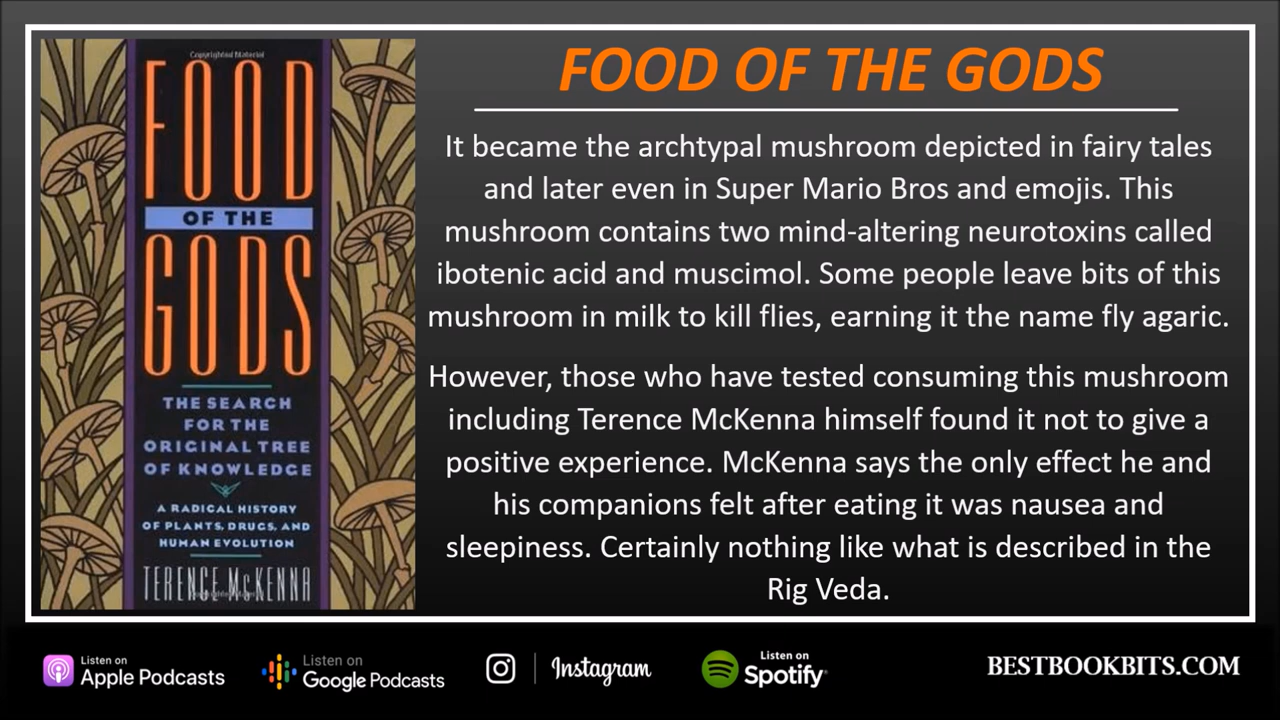 Copyrighted Material
FOOD
OF THE
GODS
THE SEARCH
FOR THE
ORIGINAL TREE
OF KNOWLEDGE
A RADICAL HISTORY
OF PLANTS, DRUGS, AND
HUMAN EVOLUTION
TERENCE McKENNA
FOOD OF THE GODS
It became the archtypal mushroom depicted in fairy tales
and later even in Super Mario Bros and emojis. This
mushroom contains two mind-altering neurotoxins called
ibotenic acid and muscimol. Some people leave bits of this
mushroom in milk to kill flies, earning it the name fly agaric.
However, those who have tested consuming this mushroom
including Terence McKenna himself found it not to give a
positive experience. McKenna says the only effect he and
his companions felt after eating it was nausea and
sleepiness. Certainly nothing like what is described in the
Rig Veda.
Listen on
Apple Podcasts
Listen on
Google Podcasts
Instagram
Listen on
Spotify
BESTBOOKBITS.COM